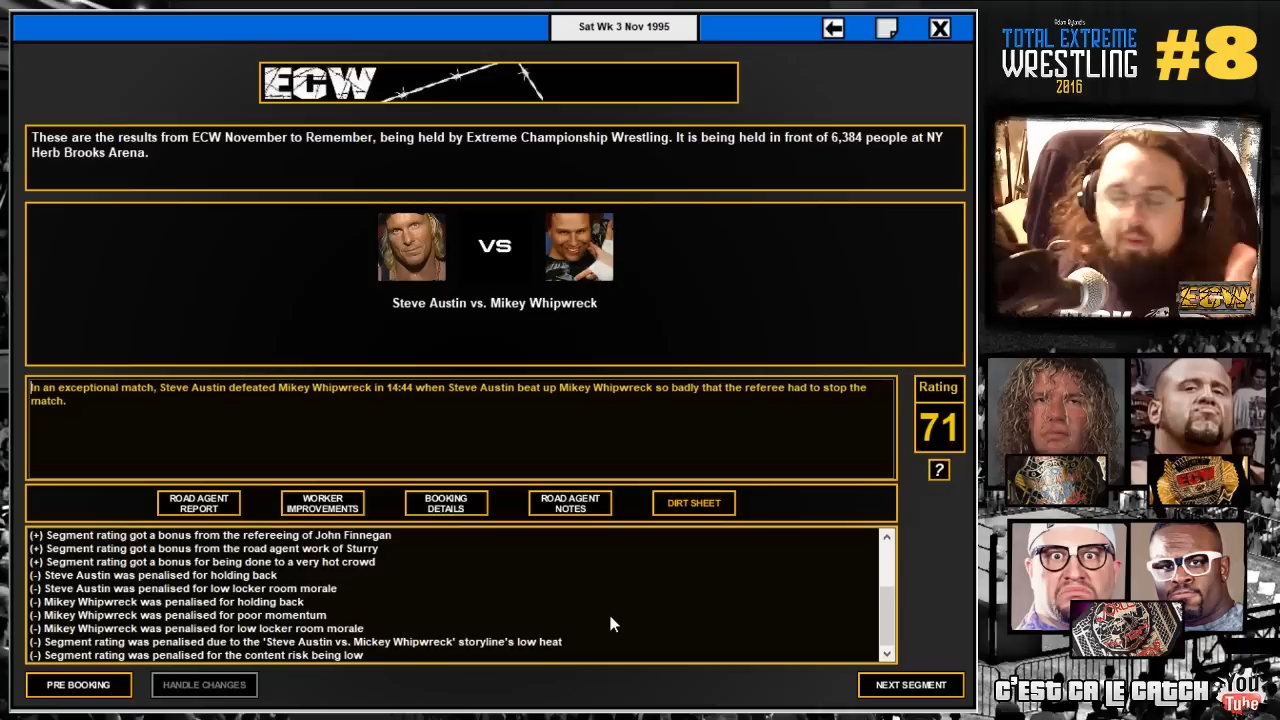 Sat Wk 3 Nov 1995
Adam Ryland's
TOTAL EXTREME
WRESTLING
2016
#8
ECW
These are the results from ECW November to Remember, being held by Extreme Championship Wrestling. It is being held in front of 6,384 people at NY
Herb Brooks Arena.
VS
Steve Austin vs. Mikey Whipwreck
ECW
In an exceptional match, Steve Austin defeated Mikey Whipwreck in 14:44 when Steve Austin beat up Mikey Whipwreck so badly that the referee had to stop the
match.
Rating
71
?
ROAD AGENT
REPORT
WORKER
IMPROVEMENTS
BOOKING
DETAILS
ROAD AGENT
NOTES
DIRT SHEET
(+) Segment rating got a bonus from the refereeing of John Finnegan
(+) Segment rating got a bonus from the road agent work of Sturry
(+) Segment rating got a bonus for being done to a very hot crowd
(-) Steve Austin was penalised for holding back
(-) Steve Austin was penalised for low locker room morale
(-) Mikey Whipwreck was penalised for holding back
(-) Mikey Whipwreck was penalised for poor momentum
(-) Mikey Whipwreck was penalised for low locker room morale
(-) Segment rating was penalised due to the 'Steve Austin vs. Mickey Whipwreck' storyline's low heat
(-) Segment rating was penalised for the content risk being low
PRE BOOKING
HANDLE CHANGES
NEXT SEGMENT
C'EST CA LE CATCH
YOU
Tube